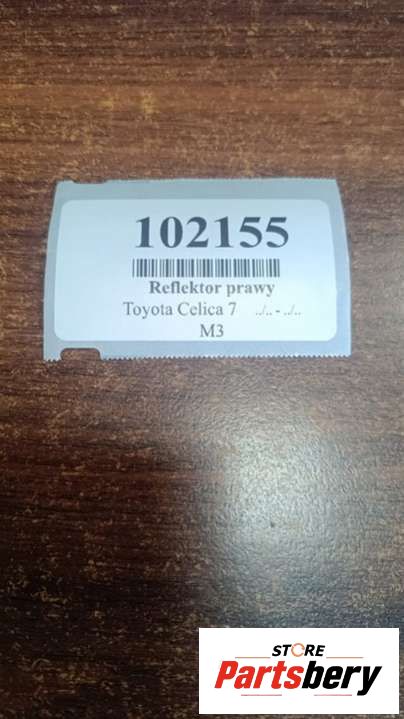 102155
Reflektor prawy
Toyota Celica 7 ../.. - ../..
M3
STORE
Partsbery